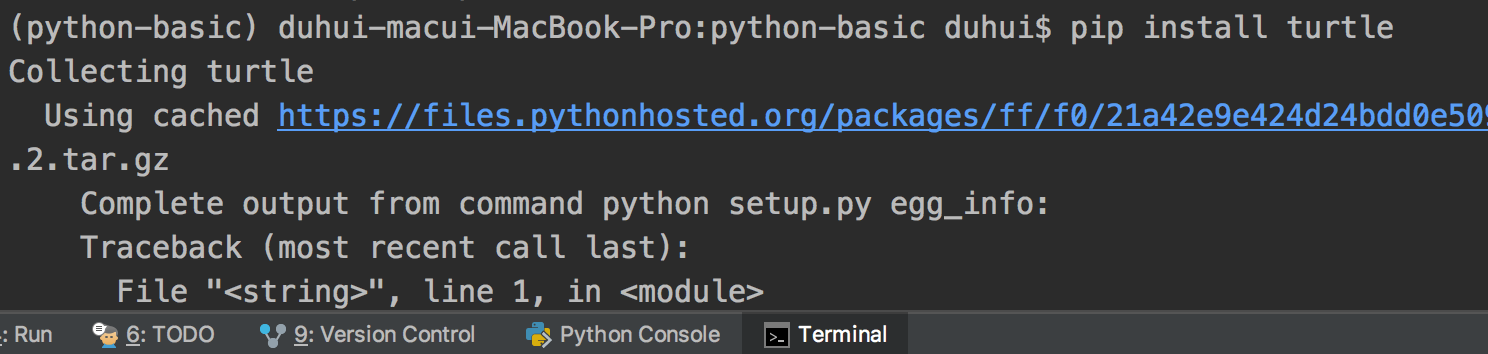 (python-basic) duhui-macui-MacBook-Pro:python-basic duhui$ pip install turtle
Collecting turtle
Using cached https://files.pythonhosted.org/packages/ff/f0/21a42e9e424d24bdd0e509
.2.tar.gz
Complete output from command python setup.py egg_info:
Traceback (most recent call last):
File "<string>", line 1, in <module>
: Run 6: TODO 9: Version Control Python Console Terminal